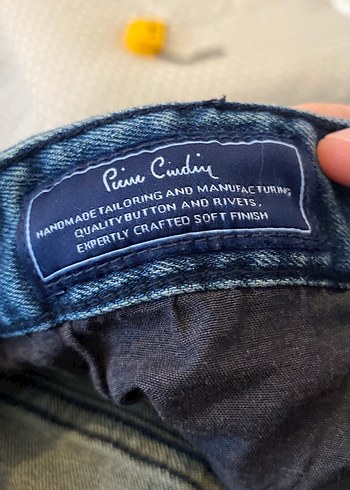 Pierre Cardin
HANDMADE TAILORING AND MANUFACTURING
QUALITY BUTTON AND RIVETS,
EXPERTLY CRAFTED SOFT FINISH